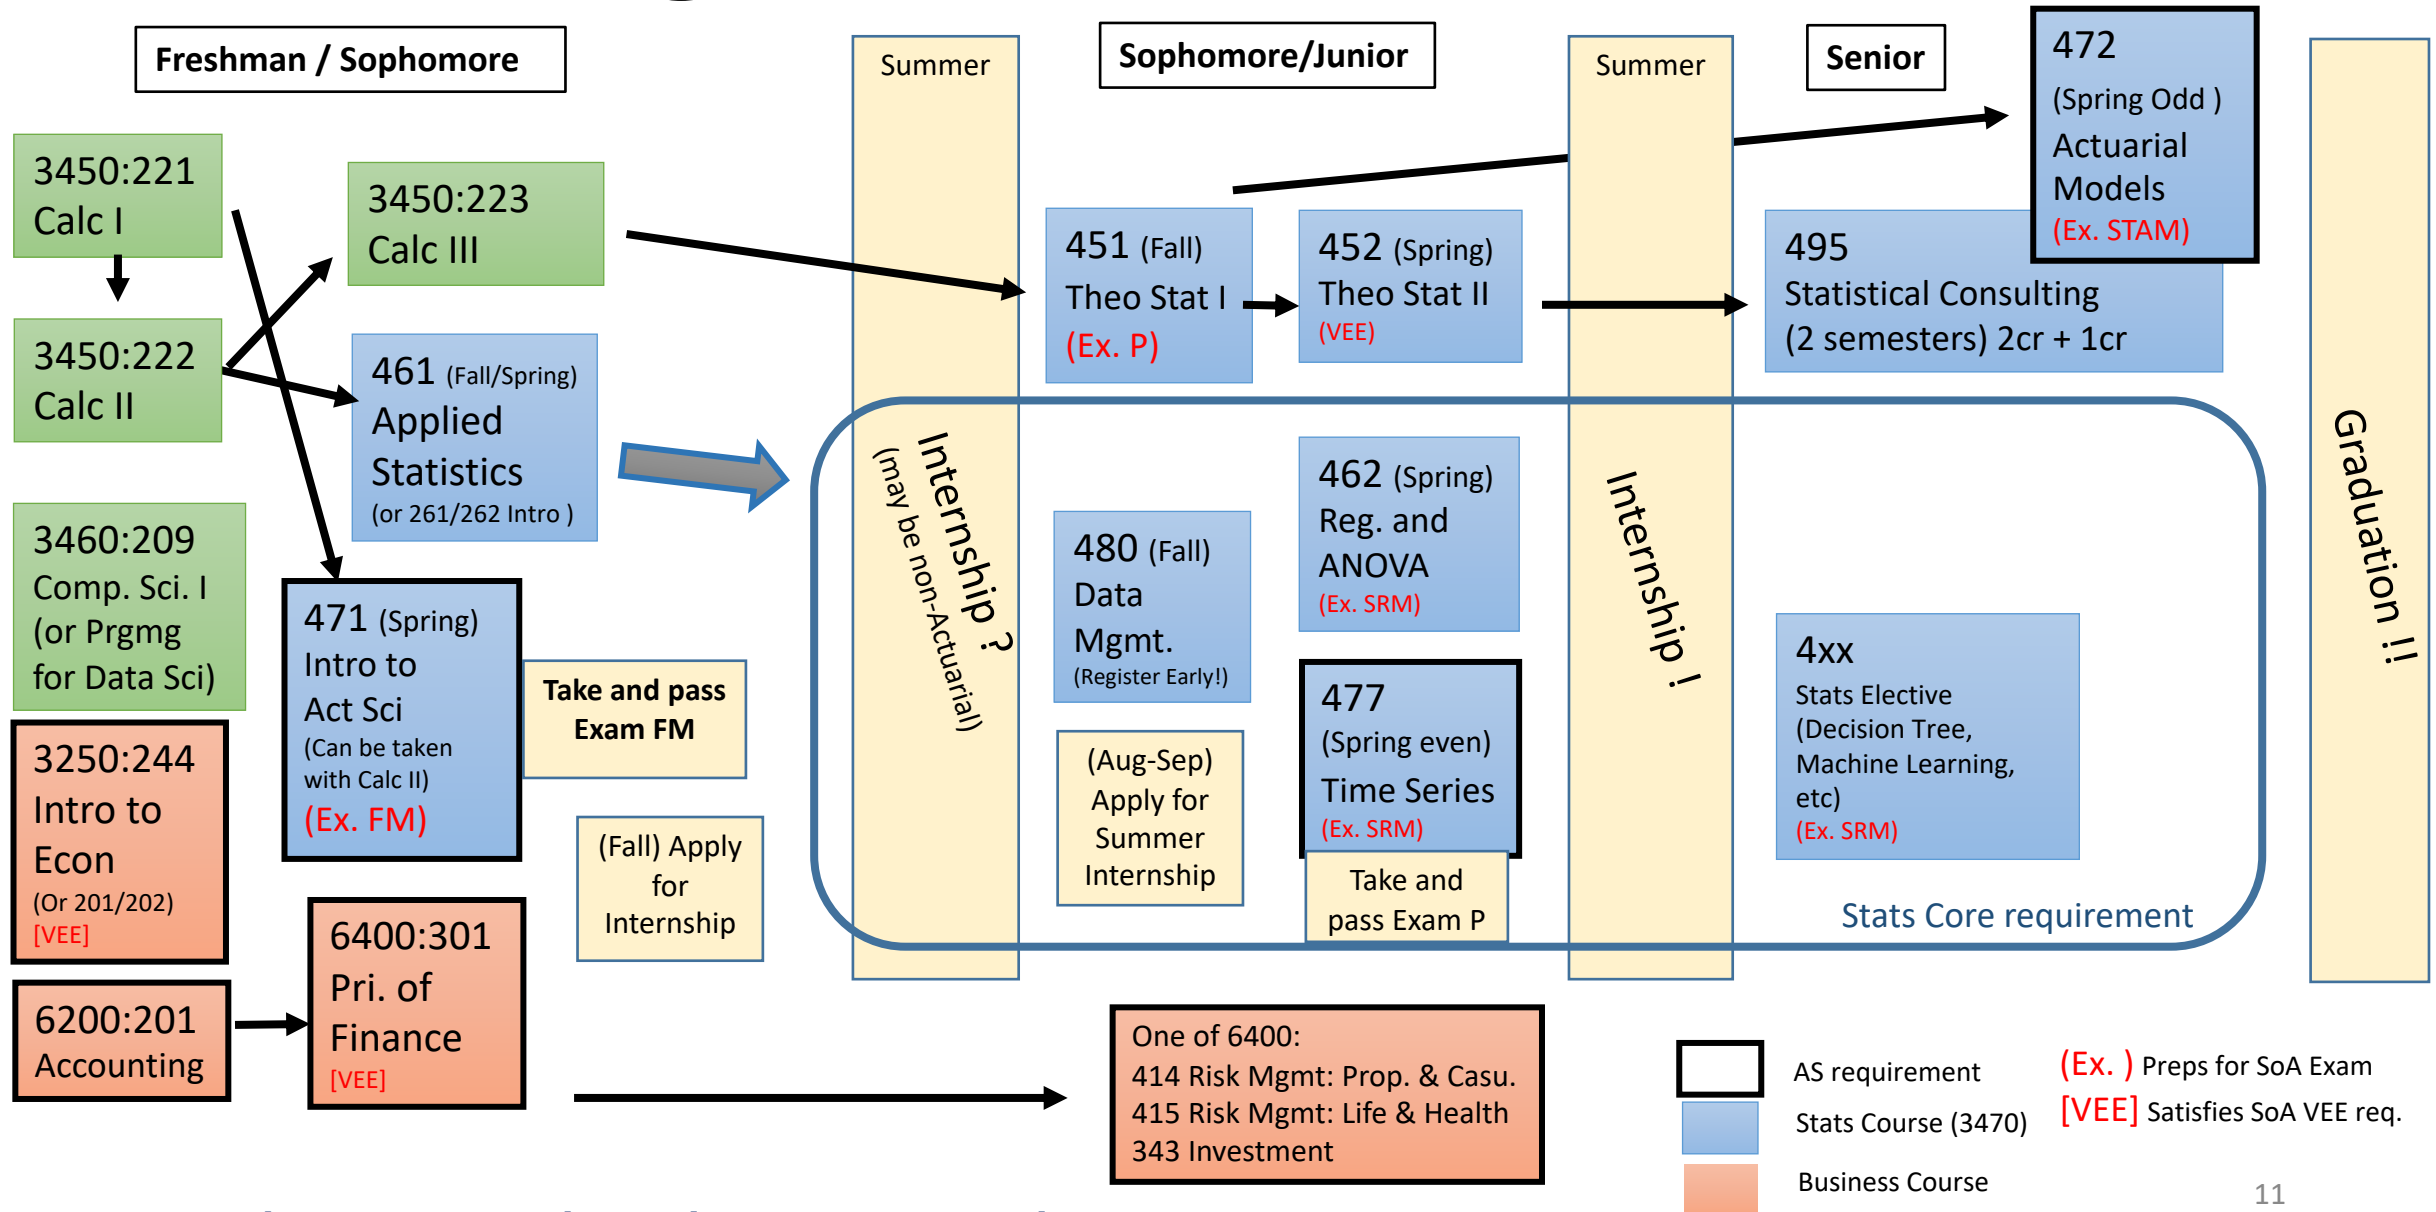 Freshman / Sophomore
Summer
Sophomore/Junior
Summer
Senior
3450:221
Calc I
3450:222
Calc II
3450:223
Calc III
461 (Fall/Spring)
Applied
Statistics
(or 261/262 Intro )
3460:209
Comp. Sci. I
(or Prgmg
for Data Sci)
471 (Spring)
Intro to
Act Sci
(Can be taken
with Calc II)
(Ex. FM)
Take and pass
Exam FM
3250:244
Intro to
Econ
(Or 201/202)
[VEE]
6200:201
Accounting
6400:301
Pri. of
Finance
[VEE]
(Fall) Apply
for
Internship
Internship ?
(may be non-Actuarial)
451 (Fall)
Theo Stat I
(Ex. P)
452 (Spring)
Theo Stat II
(VEE)
480 (Fall)
Data
Mgmt.
(Register Early!)
462 (Spring)
Reg. and
ANOVA
(Ex. SRM)
477
(Spring even)
Time Series
(Ex. SRM)
(Aug-Sep)
Apply for
Summer
Internship
Take and
pass Exam P
Internship !
472
(Spring Odd )
Actuarial
Models
(Ex. STAM)
495
Statistical Consulting
(2 semesters) 2cr + 1cr
4xx
Stats Elective
(Decision Tree,
Machine Learning,
etc)
(Ex. SRM)
Stats Core requirement
Graduation !!
One of 6400:
414 Risk Mgmt: Prop. & Casu.
415 Risk Mgmt: Life & Health
343 Investment
AS requirement
Stats Course (3470)
Business Course
(Ex. ) Preps for SoA Exam
[VEE] Satisfies SoA VEE req.
11